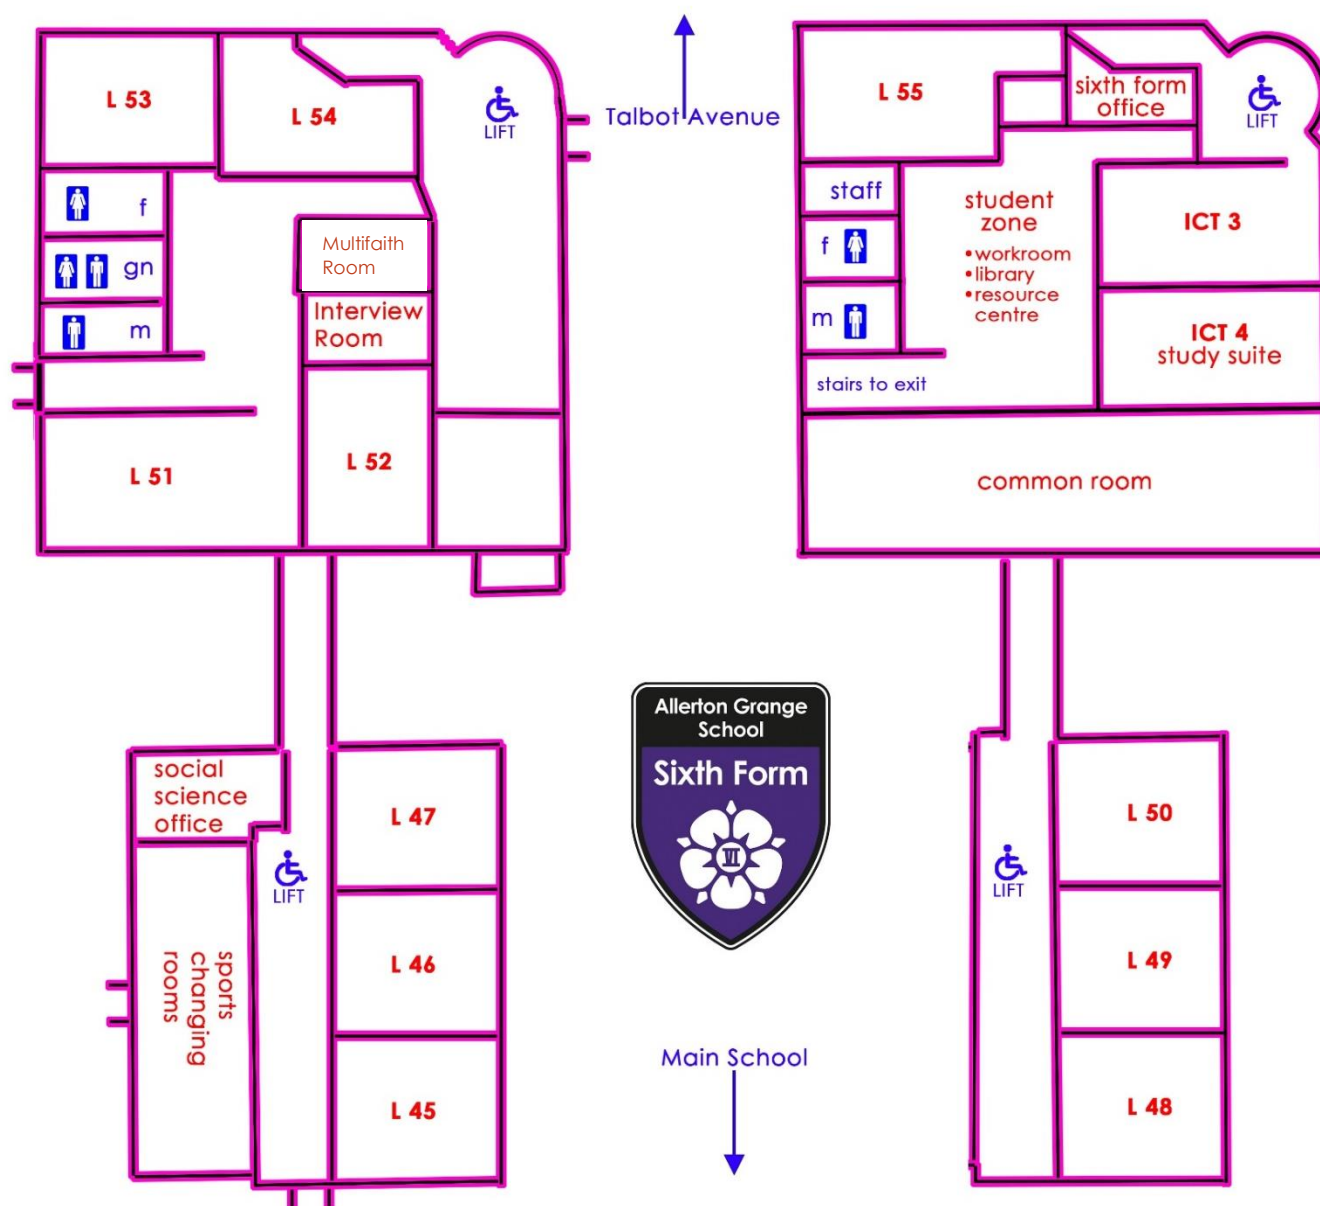 L 53
L 54
LIFT
f
gn
m
Multifaith
Room
Interview
Room
L 51
L 52
social
science
office
LIFT
sports
changing
rooms
L 47
L 46
L 45
Talbot Avenue
Allerton Grange
School
Sixth Form
VI
Main School
L 55
sixth form
office
LIFT
staff
f
m
stairs to exit
student
zone
•workroom
•library
•resource
centre
ICT 3
ICT 4
study suite
common room
LIFT
L 50
L 49
L 48